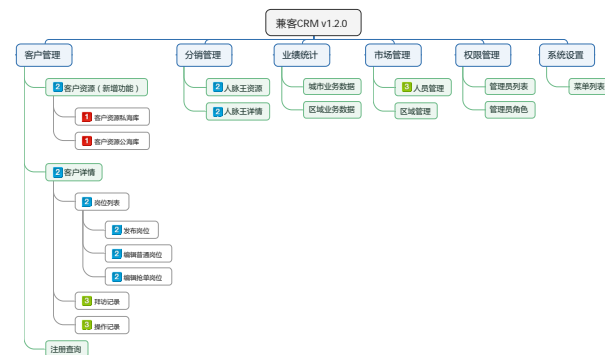 兼客CRM v1.2.0
客户管理
分销管理
业绩统计
市场管理
权限管理
系统设置
2 客户资源（新增功能）
1 客户资源私海库
1 客户资源公海库
2 客户详情
2 岗位列表
2 发布岗位
2 编辑普通岗位
2 编辑抢单岗位
3 拜访记录
3 操作记录
注册查询
2 人脉王资源
2 人脉王详情
城市业务数据
区域业务数据
3 人员管理
区域管理
管理员列表
管理员角色
菜单列表